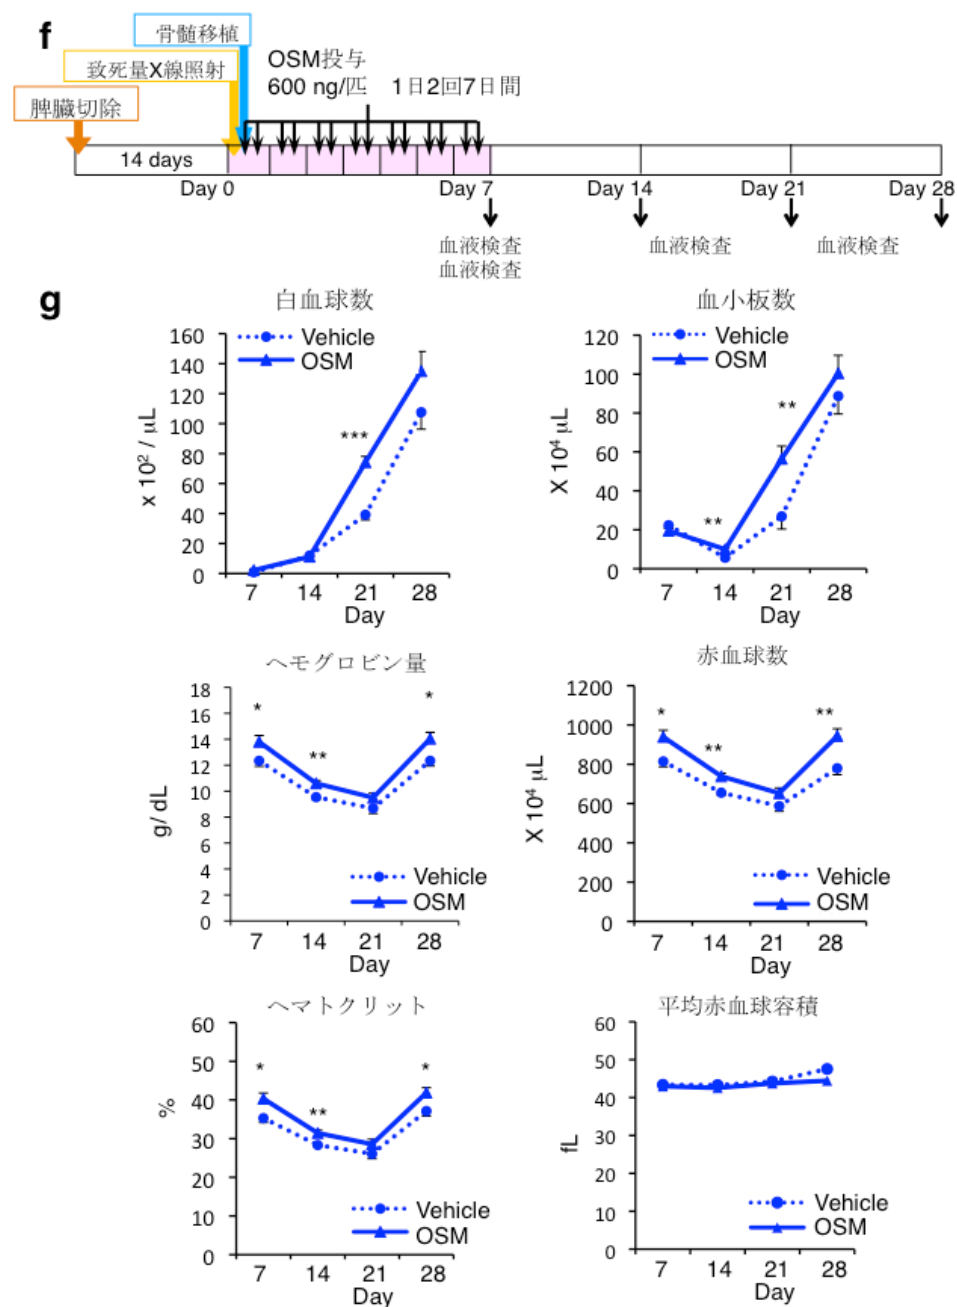 f
骨髄移植
致死量X線照射
脾臓切除
OSM投与
600 ng/匹 1日2回7日間
14 days
Day 0
Day 7
Day 14
Day 21
Day 28
血液検査
血液検査
血液検査
血液検査
g
白血球数
Vehicle
OSM
***
x 10² / μL
160
140
120
100
80
60
40
20
0
7 14 21 28
Day
血小板数
Vehicle
OSM
**
**
X 10⁴ μL
120
100
80
60
40
20
0
7 14 21 28
Day
ヘモグロビン量
*
**
*
g/ dL
18
16
14
12
10
8
6
4
2
0
Vehicle
OSM
7 14 21 28
Day
赤血球数
*
**
**
X 10⁴ μL
1200
1000
800
600
400
200
0
Vehicle
OSM
7 14 21 28
Day
ヘマトクリット
*
**
*
%
60
50
40
30
20
10
0
Vehicle
OSM
7 14 21 28
Day
平均赤血球容積
fL
60
50
40
30
20
10
0
Vehicle
OSM
7 14 21 28
Day